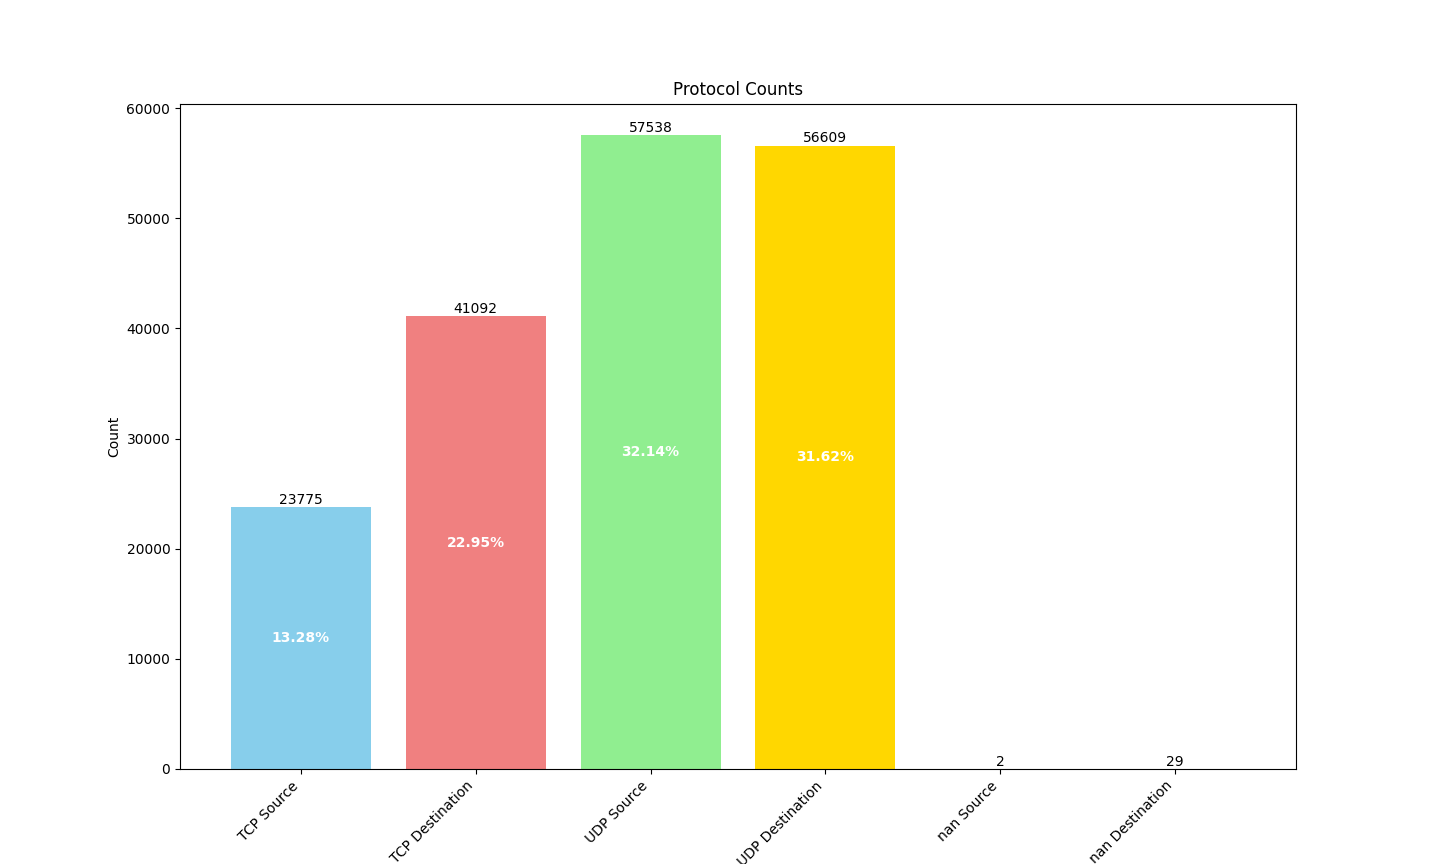 Protocol Counts
60000
50000
40000
30000
20000
10000
0
Count
57538
56609
41092
23775
2
29
32.14%
31.62%
22.95%
13.28%
TCP Source
TCP Destination
UDP Source
UDP Destination
nan Source
nan Destination